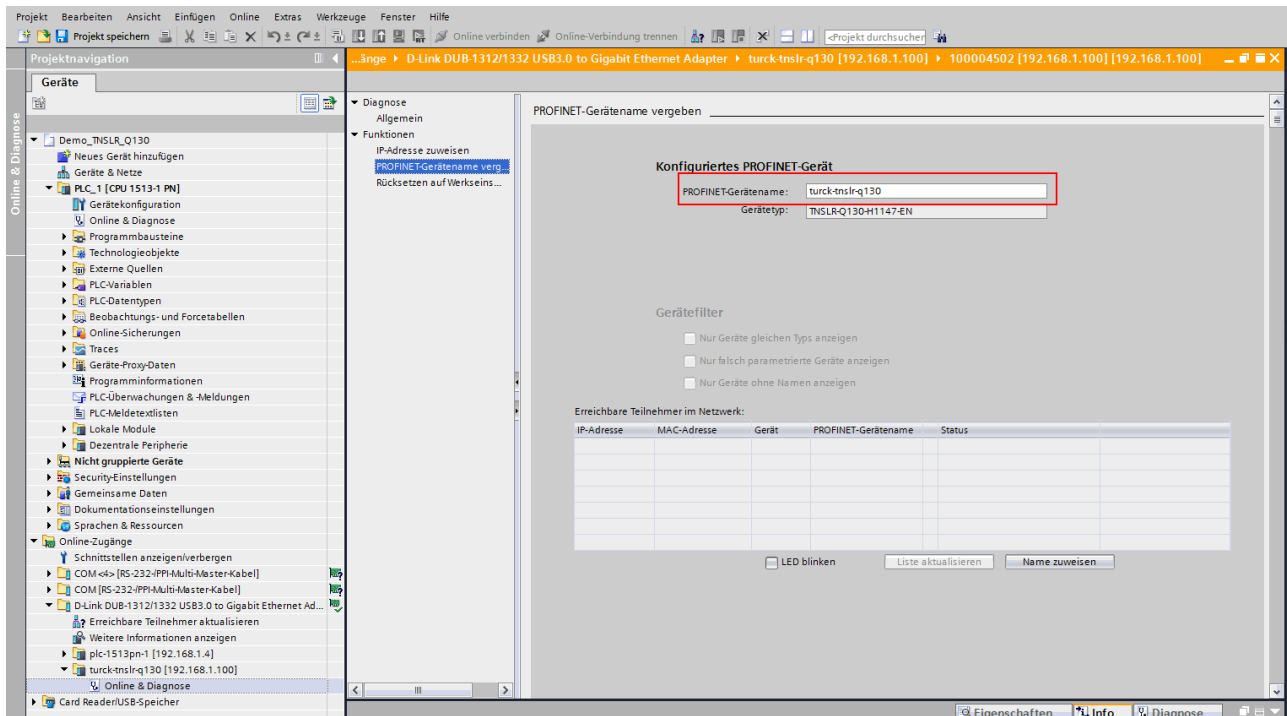 Projekt Bearbeiten Ansicht Einfügen Online Extras Werkzeuge Fenster Hilfe
Projekt speichern Online verbinden Online-Verbindung trennen <Projekt durchsuchen
Projektnavigation
...änge D-Link DUB-1312/1332 USB3.0 to Gigabit Ethernet Adapter turck-tnslr-q130 [192.168.1.100] 100004502 [192.168.1.100] [192.168.1.100]
Geräte
Online & Diagnose
Demo_TNSLR_Q130
Neues Gerät hinzufügen
Geräte & Netze
PLC_1 [CPU 1513-1 PN]
Gerätekonfiguration
Online & Diagnose
Programmbausteine
Technologieobjekte
Externe Quellen
PLC-Variablen
PLC-Datentypen
Beobachtungs- und Forcetabellen
Online-Sicherungen
Traces
Geräte-Proxy-Daten
Programminformationen
PLC-Überwachungen & -Meldungen
PLC-Meldetextlisten
Lokale Module
Dezentrale Peripherie
Nicht gruppierte Geräte
Security-Einstellungen
Gemeinsame Daten
Dokumentationseinstellungen
Sprachen & Ressourcen
Online-Zugänge
Schnittstellen anzeigen/verbergen
COM <4> [RS-232-/PPI-Multi-Master-Kabel]
COM [RS-232-/PPI-Multi-Master-Kabel]
D-Link DUB-1312/1332 USB3.0 to Gigabit Ethernet Ad...
Erreichbare Teilnehmer aktualisieren
Weitere Informationen anzeigen
plc-1513pn-1 [192.168.1.4]
turck-tnslr-q130 [192.168.1.100]
Online & Diagnose
Card Reader/USB-Speicher
Diagnose
Allgemein
Funktionen
IP-Adresse zuweisen
PROFINET-Gerätename verg...
Rücksetzen auf Werkseins...
PROFINET-Gerätename vergeben
Konfiguriertes PROFINET-Gerät
PROFINET-Gerätename: turck-tnslr-q130
Gerätetyp: TNSLR-Q130-H1147-EN
Gerätefilter
Nur Geräte gleichen Typs anzeigen
Nur falsch parametrierte Geräte anzeigen
Nur Geräte ohne Namen anzeigen
Erreichbare Teilnehmer im Netzwerk:
IP-Adresse MAC-Adresse Gerät PROFINET-Gerätename Status
LED blinken Liste aktualisieren Name zuweisen
Eigenschaften Info Diagnose